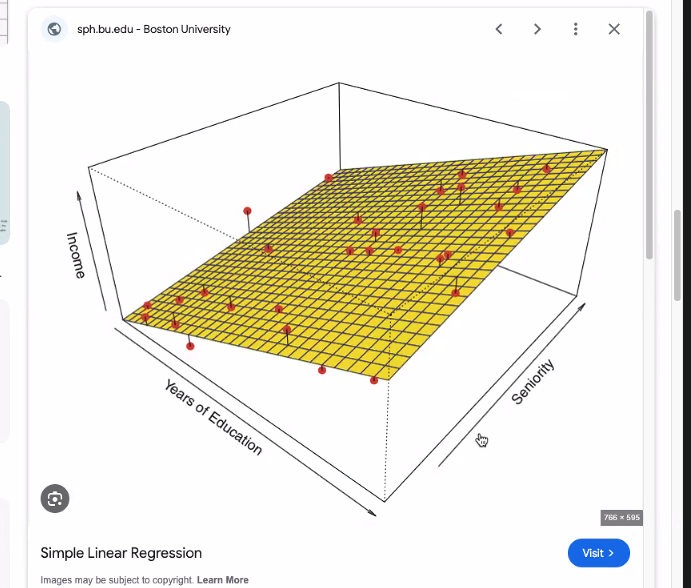 sph.bu.edu - Boston University
Income
Years of Education
Seniority
766 × 595
Simple Linear Regression
Visit >
Images may be subject to copyright. Learn More